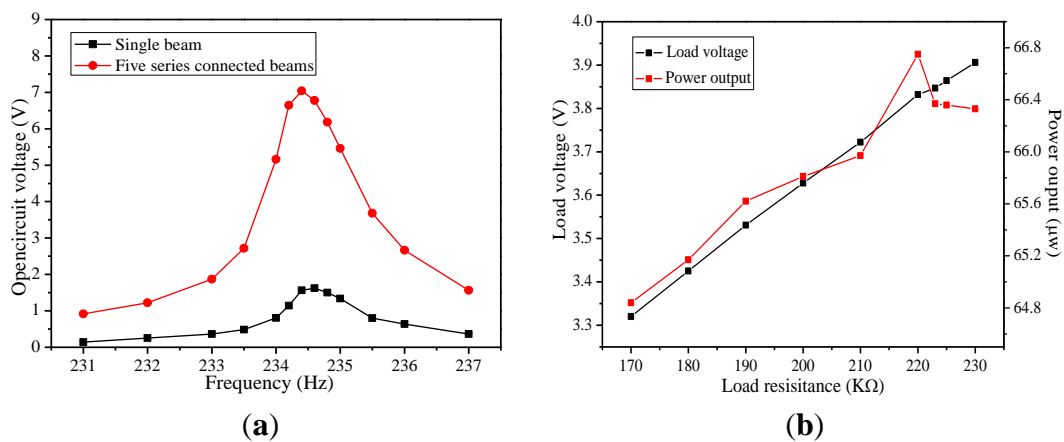 9
8
7
6
5
4
3
2
1
0
Opencircuit voltage (V)
Single beam
Five series connected beams
231 232 233 234 235 236 237
Frequency (Hz)
(a)
4.0
3.9
3.8
3.7
3.6
3.5
3.4
3.3
Load voltage (V)
Load voltage
Power output
66.8
66.4
66.0
65.6
65.2
64.8
Power ouput (μw)
170 180 190 200 210 220 230
Load resisitance (KΩ)
(b)